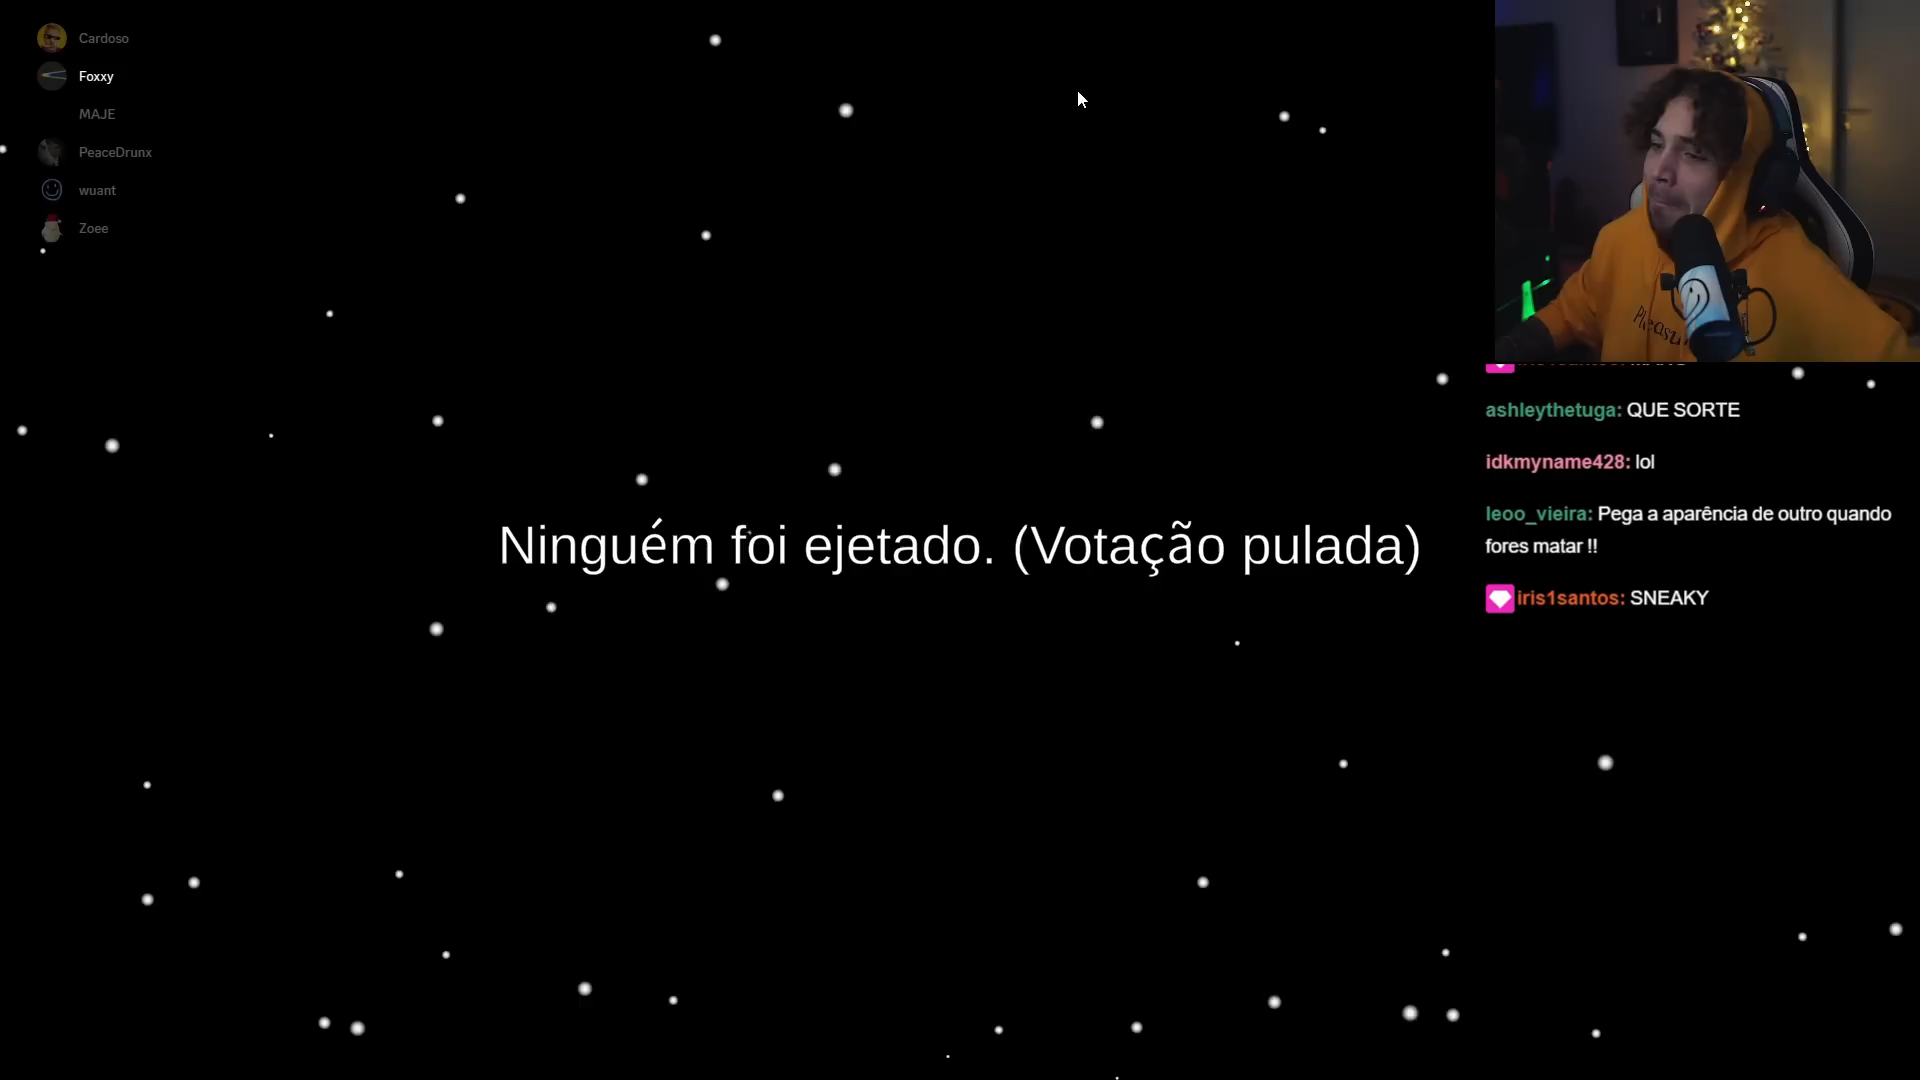 Cardoso
Foxxy
MAJE
PeaceDrunx
wuant
Zoee
Ninguém foi ejetado. (Votação pulada)
ashleythetuga: QUE SORTE
idkmyname428: lol
leoo_vieira: Pega a aparência de outro quando
fores matar !!
iris1santos: SNEAKY